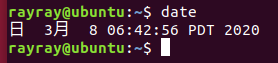 rayray@ubuntu:~$ date
日  3月  8 06:42:56 PDT 2020
rayray@ubuntu:~$